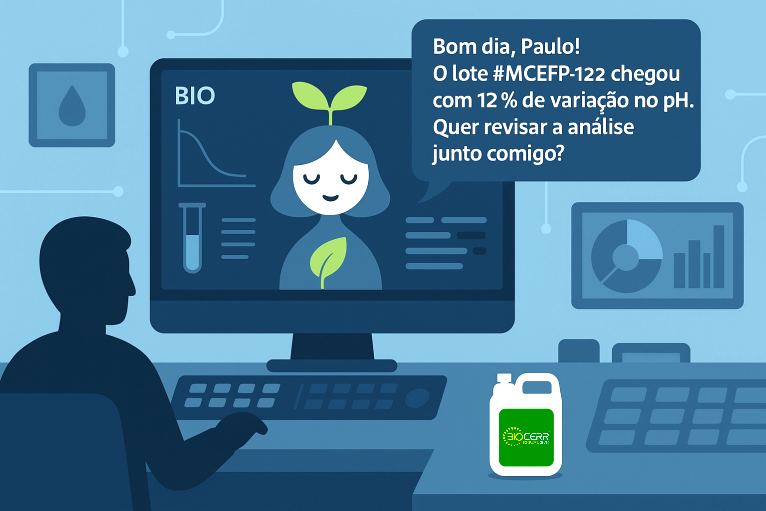 BIO
Bom dia, Paulo!
O lote #MCEFP-122 chegou
com 12 % de variação no pH.
Quer revisar a análise
junto comigo?
BIOCERR